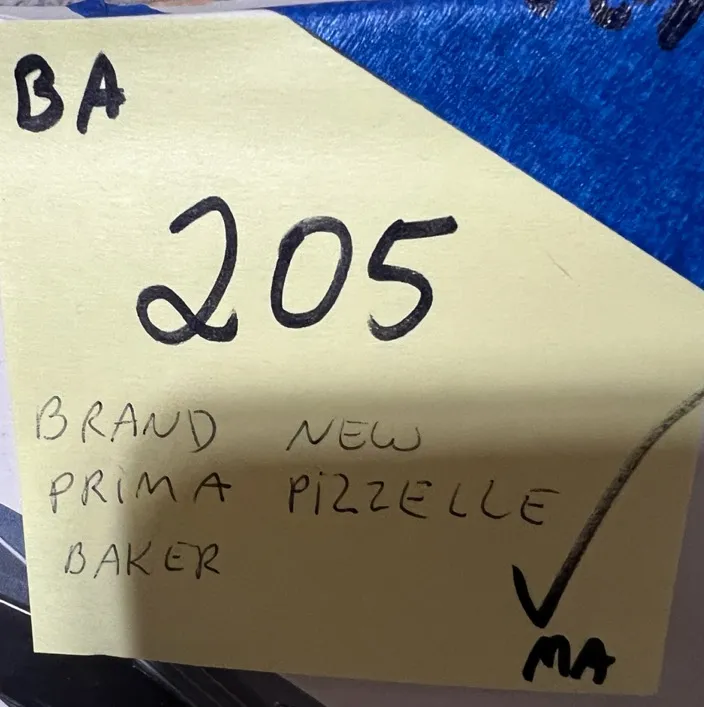 BA
205
BRAND NEW
PRIMA PIZZELLE
BAKER
MA